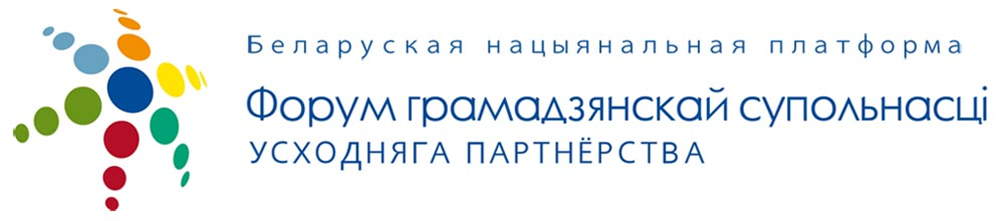 Беларуская нацыянальная платформа
Форум грамадзянскай супольнасці
УСХОДНЯГА ПАРТНЁРСТВА